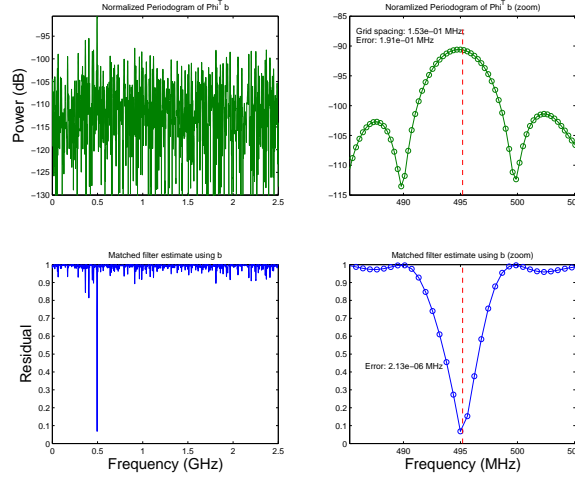 Normalized Periodogram of Phi^T b
Power (dB)
−90
−95
−100
−105
−110
−115
−120
−125
−130
0 0.5 1 1.5 2 2.5
Noramlized Periodogram of Phi^T b (zoom)
Grid spacing: 1.53e−01 MHz
Error: 1.91e−01 MHz
−85
−90
−95
−100
−105
−110
−115
490 495 500 505
Matched filter estimate using b
Residual
1
0.9
0.8
0.7
0.6
0.5
0.4
0.3
0.2
0.1
0
0 0.5 1 1.5 2 2.5
Frequency (GHz)
Matched filter estimate using b (zoom)
1
0.9
0.8
0.7
0.6
0.5
0.4
0.3
0.2
0.1
0
Error: 2.13e−06 MHz
490 495 500
Frequency (MHz)